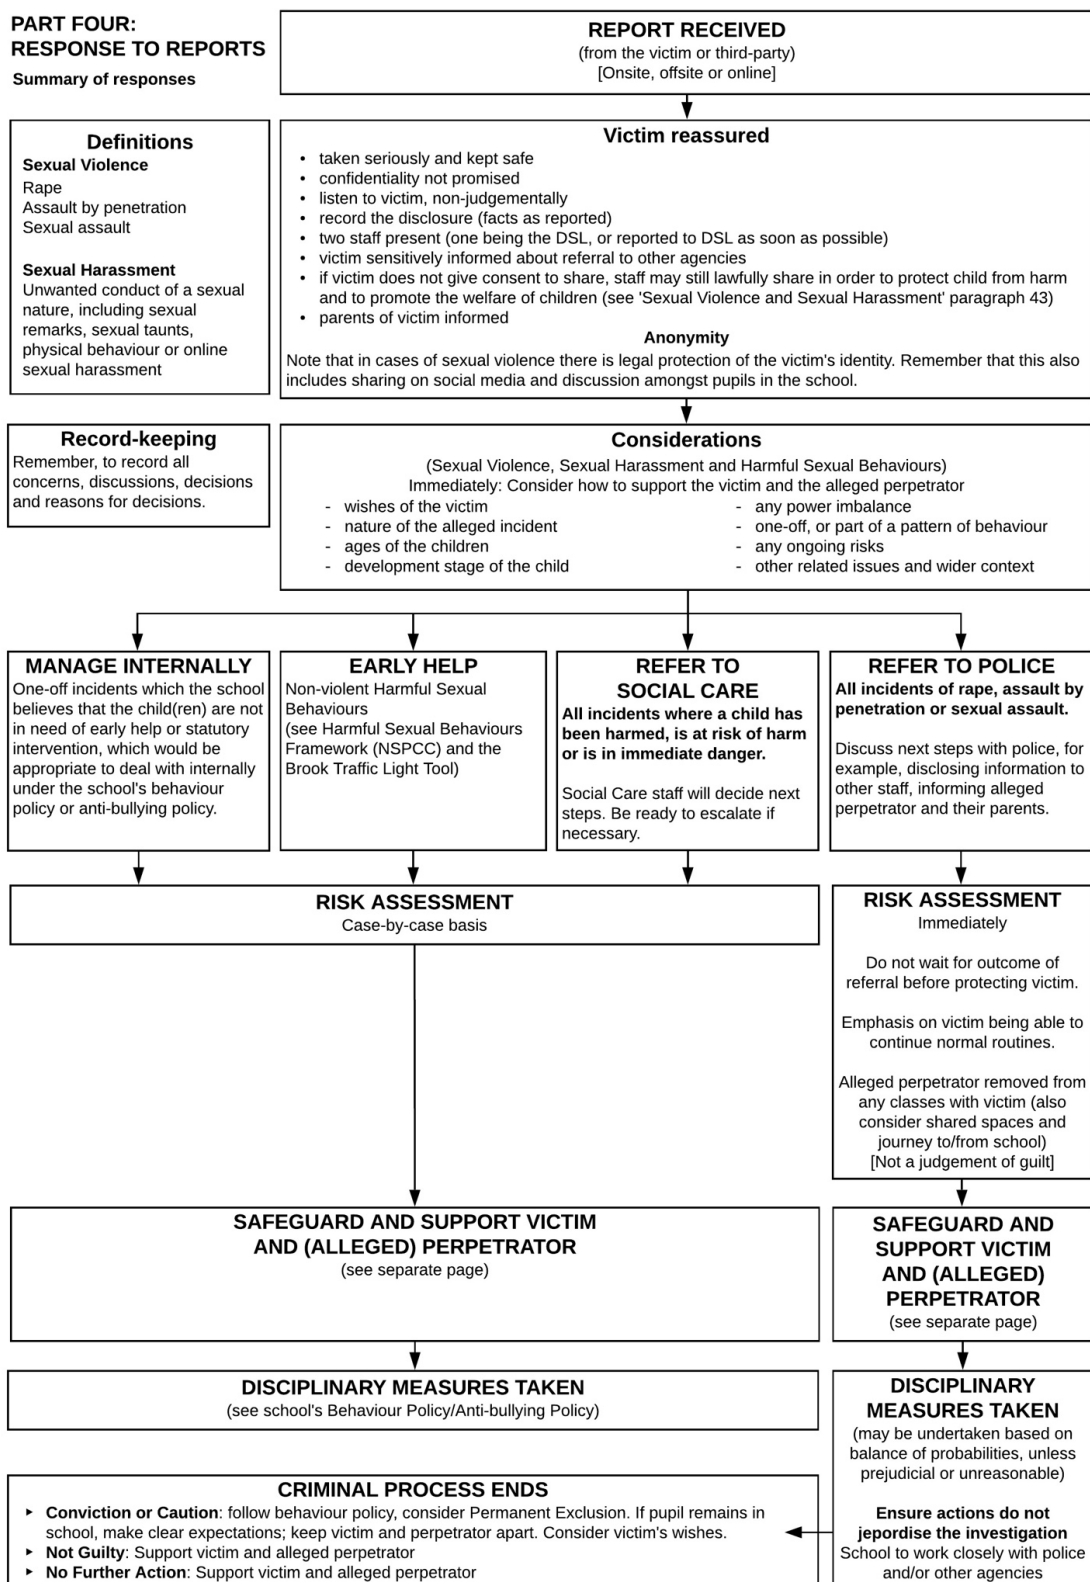 PART FOUR:
RESPONSE TO REPORTS
Summary of responses
REPORT RECEIVED
(from the victim or third-party)
[Onsite, offsite or online]
Definitions
Sexual Violence
Rape
Assault by penetration
Sexual assault
Sexual Harassment
Unwanted conduct of a sexual
nature, including sexual
remarks, sexual taunts,
physical behaviour or online
sexual harassment
Victim reassured
• taken seriously and kept safe
• confidentiality not promised
• listen to victim, non-judgementally
• record the disclosure (facts as reported)
• two staff present (one being the DSL, or reported to DSL as soon as possible)
• victim sensitively informed about referral to other agencies
• if victim does not give consent to share, staff may still lawfully share in order to protect child from harm
and to promote the welfare of children (see 'Sexual Violence and Sexual Harassment' paragraph 43)
• parents of victim informed
Anonymity
Note that in cases of sexual violence there is legal protection of the victim's identity. Remember that this also
includes sharing on social media and discussion amongst pupils in the school.
Record-keeping
Remember, to record all
concerns, discussions, decisions
and reasons for decisions.
Considerations
(Sexual Violence, Sexual Harassment and Harmful Sexual Behaviours)
Immediately: Consider how to support the victim and the alleged perpetrator
- wishes of the victim
- nature of the alleged incident
- ages of the children
- development stage of the child
- any power imbalance
- one-off, or part of a pattern of behaviour
- any ongoing risks
- other related issues and wider context
MANAGE INTERNALLY
One-off incidents which the school
believes that the child(ren) are not
in need of early help or statutory
intervention, which would be
appropriate to deal with internally
under the school's behaviour
policy or anti-bullying policy.
EARLY HELP
Non-violent Harmful Sexual
Behaviours
(see Harmful Sexual Behaviours
Framework (NSPCC) and the
Brook Traffic Light Tool)
REFER TO
SOCIAL CARE
All incidents where a child has
been harmed, is at risk of harm
or is in immediate danger.
Social Care staff will decide next
steps. Be ready to escalate if
necessary.
REFER TO POLICE
All incidents of rape, assault by
penetration or sexual assault.
Discuss next steps with police, for
example, disclosing information to
other staff, informing alleged
perpetrator and their parents.
RISK ASSESSMENT
Case-by-case basis
RISK ASSESSMENT
Immediately
Do not wait for outcome of
referral before protecting victim.
Emphasis on victim being able to
continue normal routines.
Alleged perpetrator removed from
any classes with victim (also
consider shared spaces and
journey to/from school)
[Not a judgement of guilt]
SAFEGUARD AND SUPPORT VICTIM
AND (ALLEGED) PERPETRATOR
(see separate page)
SAFEGUARD AND
SUPPORT VICTIM
AND (ALLEGED)
PERPETRATOR
(see separate page)
DISCIPLINARY MEASURES TAKEN
(see school's Behaviour Policy/Anti-bullying Policy)
DISCIPLINARY
MEASURES TAKEN
(may be undertaken based on
balance of probabilities, unless
prejudicial or unreasonable)
Ensure actions do not
jepordise the investigation
School to work closely with police
and/or other agencies
CRIMINAL PROCESS ENDS
‣ Conviction or Caution: follow behaviour policy, consider Permanent Exclusion. If pupil remains in
school, make clear expectations; keep victim and perpetrator apart. Consider victim's wishes.
‣ Not Guilty: Support victim and alleged perpetrator
‣ No Further Action: Support victim and alleged perpetrator